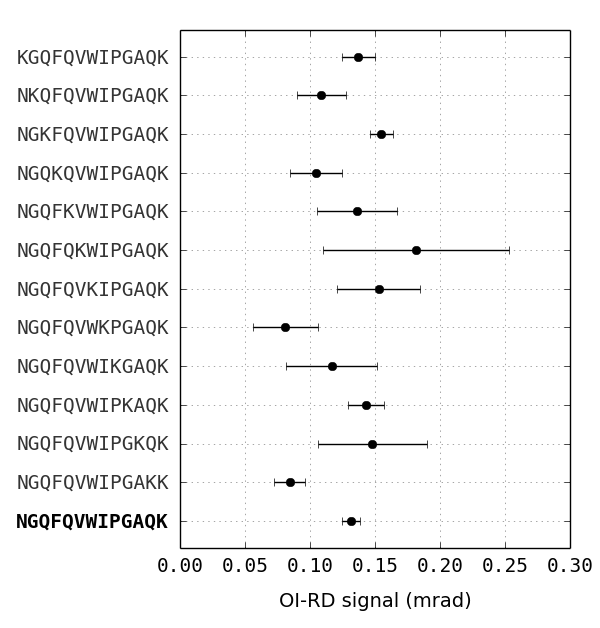 KGQFQVWIPGAQK
NKQFQVWIPGAQK
NGKFQVWIPGAQK
NGQKQVWIPGAQK
NGQFKVWIPGAQK
NGQFQKWIPGAQK
NGQFQVKIPGAQK
NGQFQVWKPGAQK
NGQFQVWIKGAQK
NGQFQVWIPKAQK
NGQFQVWIPGKQK
NGQFQVWIPGAKK
NGQFQVWIPGAQK
0.00 0.05 0.10 0.15 0.20 0.25 0.30
OI-RD signal (mrad)